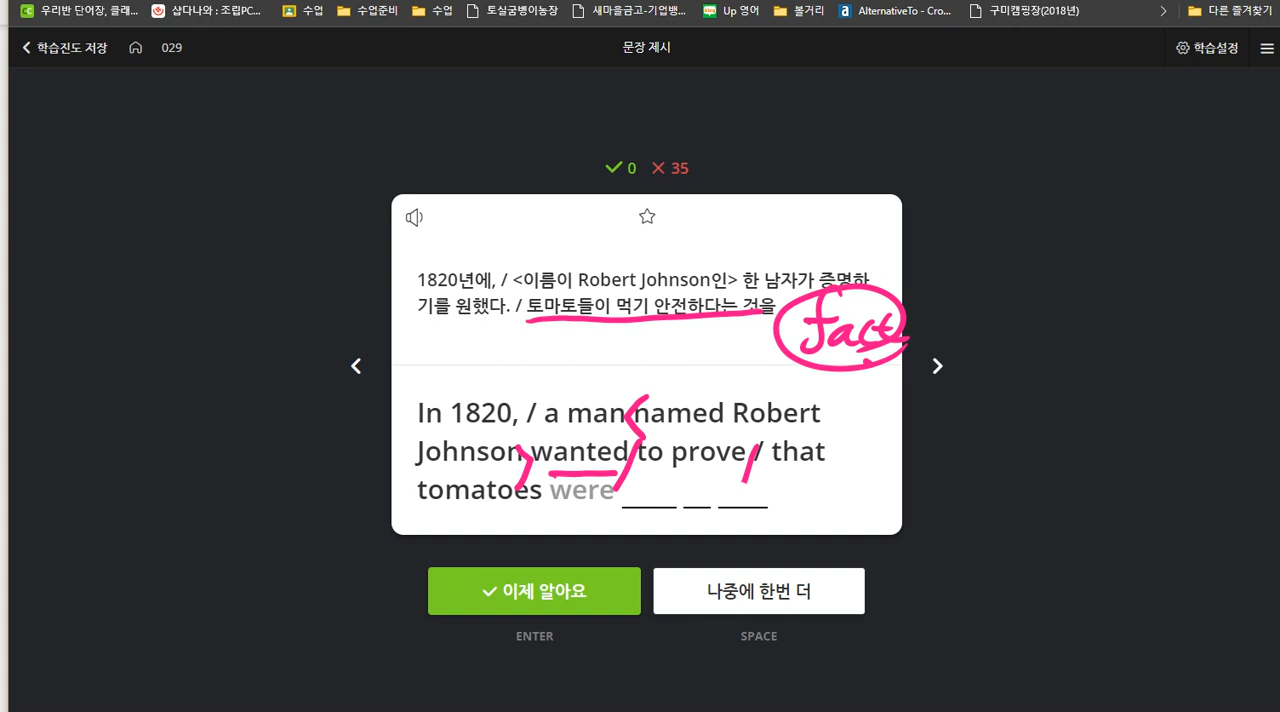 우리반 단어장, 클래... 삽다나와 : 조립PC... 수업 수업준비 수업 토실굼벵이농장 새마을금고-기업뱅... Up 영어 볼거리 AlternativeTo - Cro... 구미캠핑장(2018년) 다른 즐겨찾기
학습진도 저장 029 문장 제시 학습설정
0 35
1820년에, / <이름이 Robert Johnson인> 한 남자가 증명하
기를 원했다. / 토마토들이 먹기 안전하다는 것을
fact
In 1820, / a man named Robert
Johnson wanted to prove / that
tomatoes were ____ __ ____
이제 알아요 나중에 한번 더
ENTER SPACE